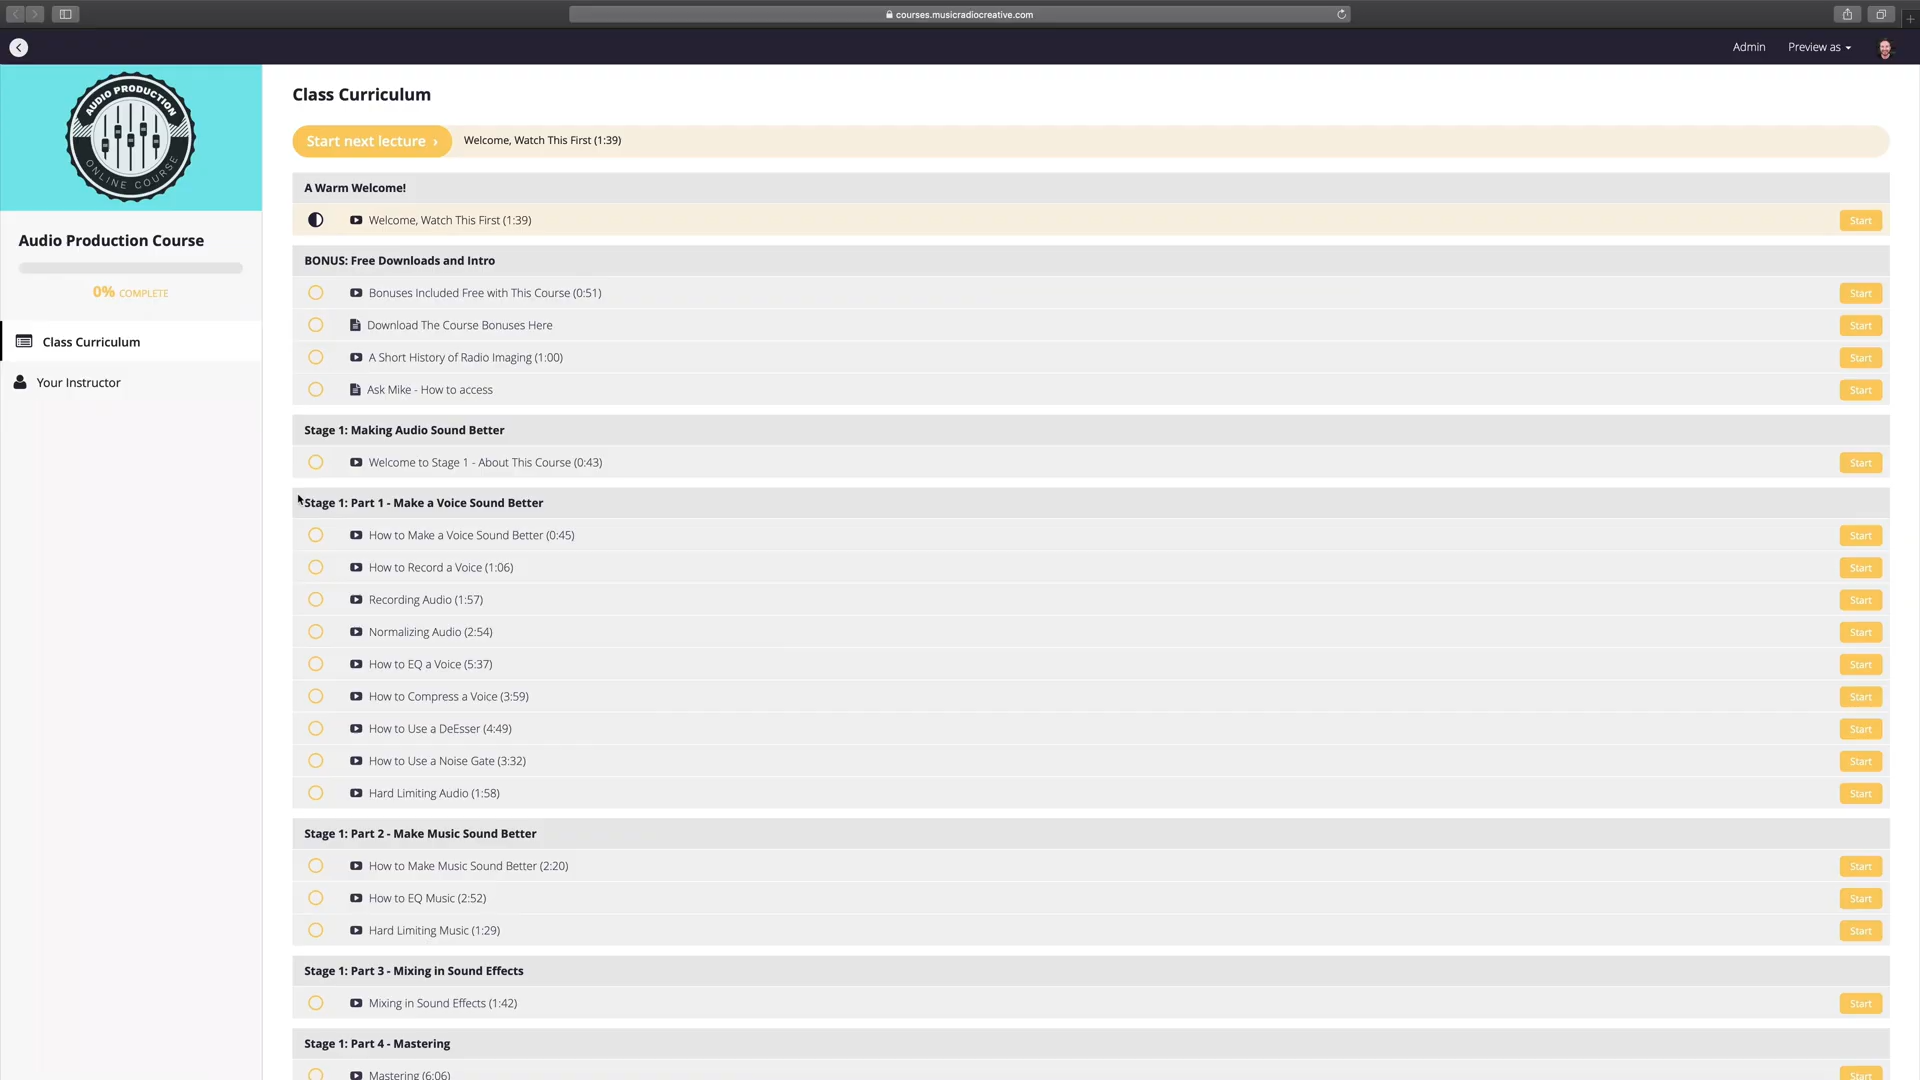 courses.musicradiocreative.com
Admin
Preview as
AUDIO PRODUCTION
ONLINE COURSE
Audio Production Course
0% COMPLETE
Class Curriculum
Your Instructor
Class Curriculum
Start next lecture ›
Welcome, Watch This First (1:39)
A Warm Welcome!
Welcome, Watch This First (1:39)
Start
BONUS: Free Downloads and Intro
Bonuses Included Free with This Course (0:51)
Start
Download The Course Bonuses Here
Start
A Short History of Radio Imaging (1:00)
Start
Ask Mike - How to access
Start
Stage 1: Making Audio Sound Better
Welcome to Stage 1 - About This Course (0:43)
Start
Stage 1: Part 1 - Make a Voice Sound Better
How to Make a Voice Sound Better (0:45)
Start
How to Record a Voice (1:06)
Start
Recording Audio (1:57)
Start
Normalizing Audio (2:54)
Start
How to EQ a Voice (5:37)
Start
How to Compress a Voice (3:59)
Start
How to Use a DeEsser (4:49)
Start
How to Use a Noise Gate (3:32)
Start
Hard Limiting Audio (1:58)
Start
Stage 1: Part 2 - Make Music Sound Better
How to Make Music Sound Better (2:20)
Start
How to EQ Music (2:52)
Start
Hard Limiting Music (1:29)
Start
Stage 1: Part 3 - Mixing in Sound Effects
Mixing in Sound Effects (1:42)
Start
Stage 1: Part 4 - Mastering
Mastering (6:06)
Start